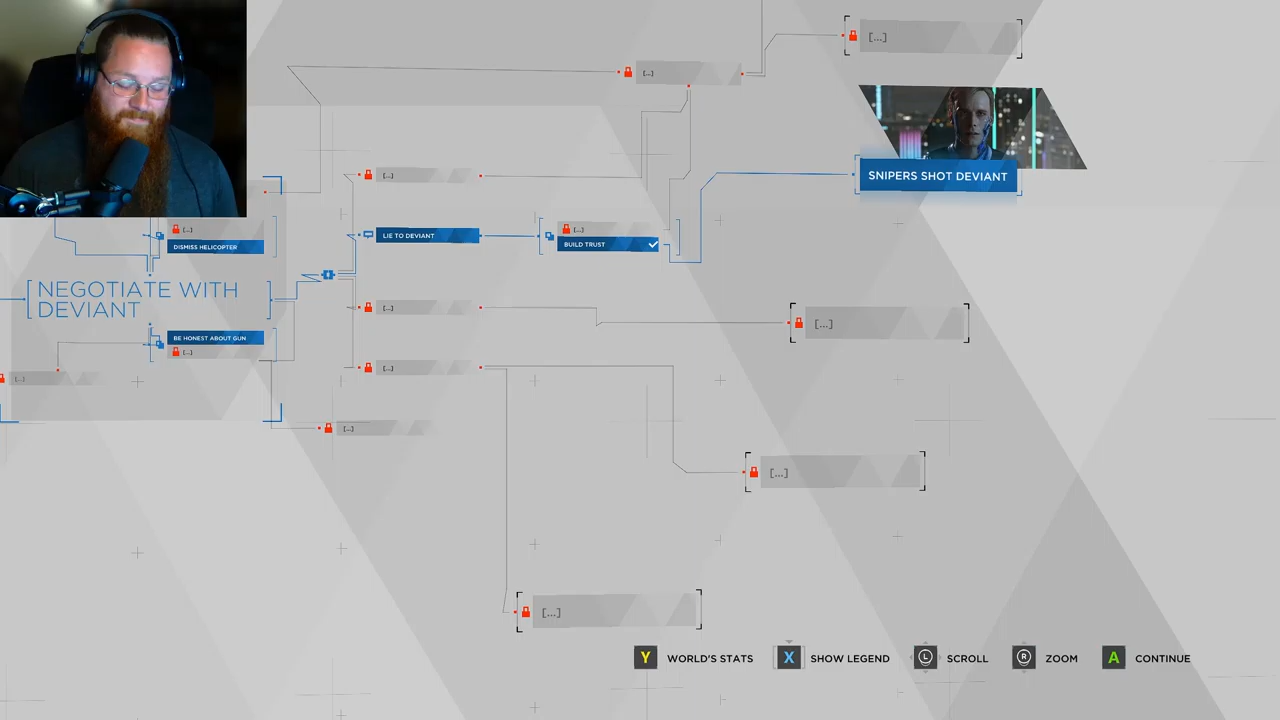 [...]
[...]
SNIPERS SHOT DEVIANT
[...]
[...]
DISMISS HELICOPTER
LIE TO DEVIANT
[...]
BUILD TRUST
NEGOTIATE WITH
DEVIANT
BE HONEST ABOUT GUN
[...]
[...]
[...]
[...]
[...]
[...]
[...]
[...]
Y WORLD'S STATS
X SHOW LEGEND
L SCROLL
R ZOOM
A CONTINUE